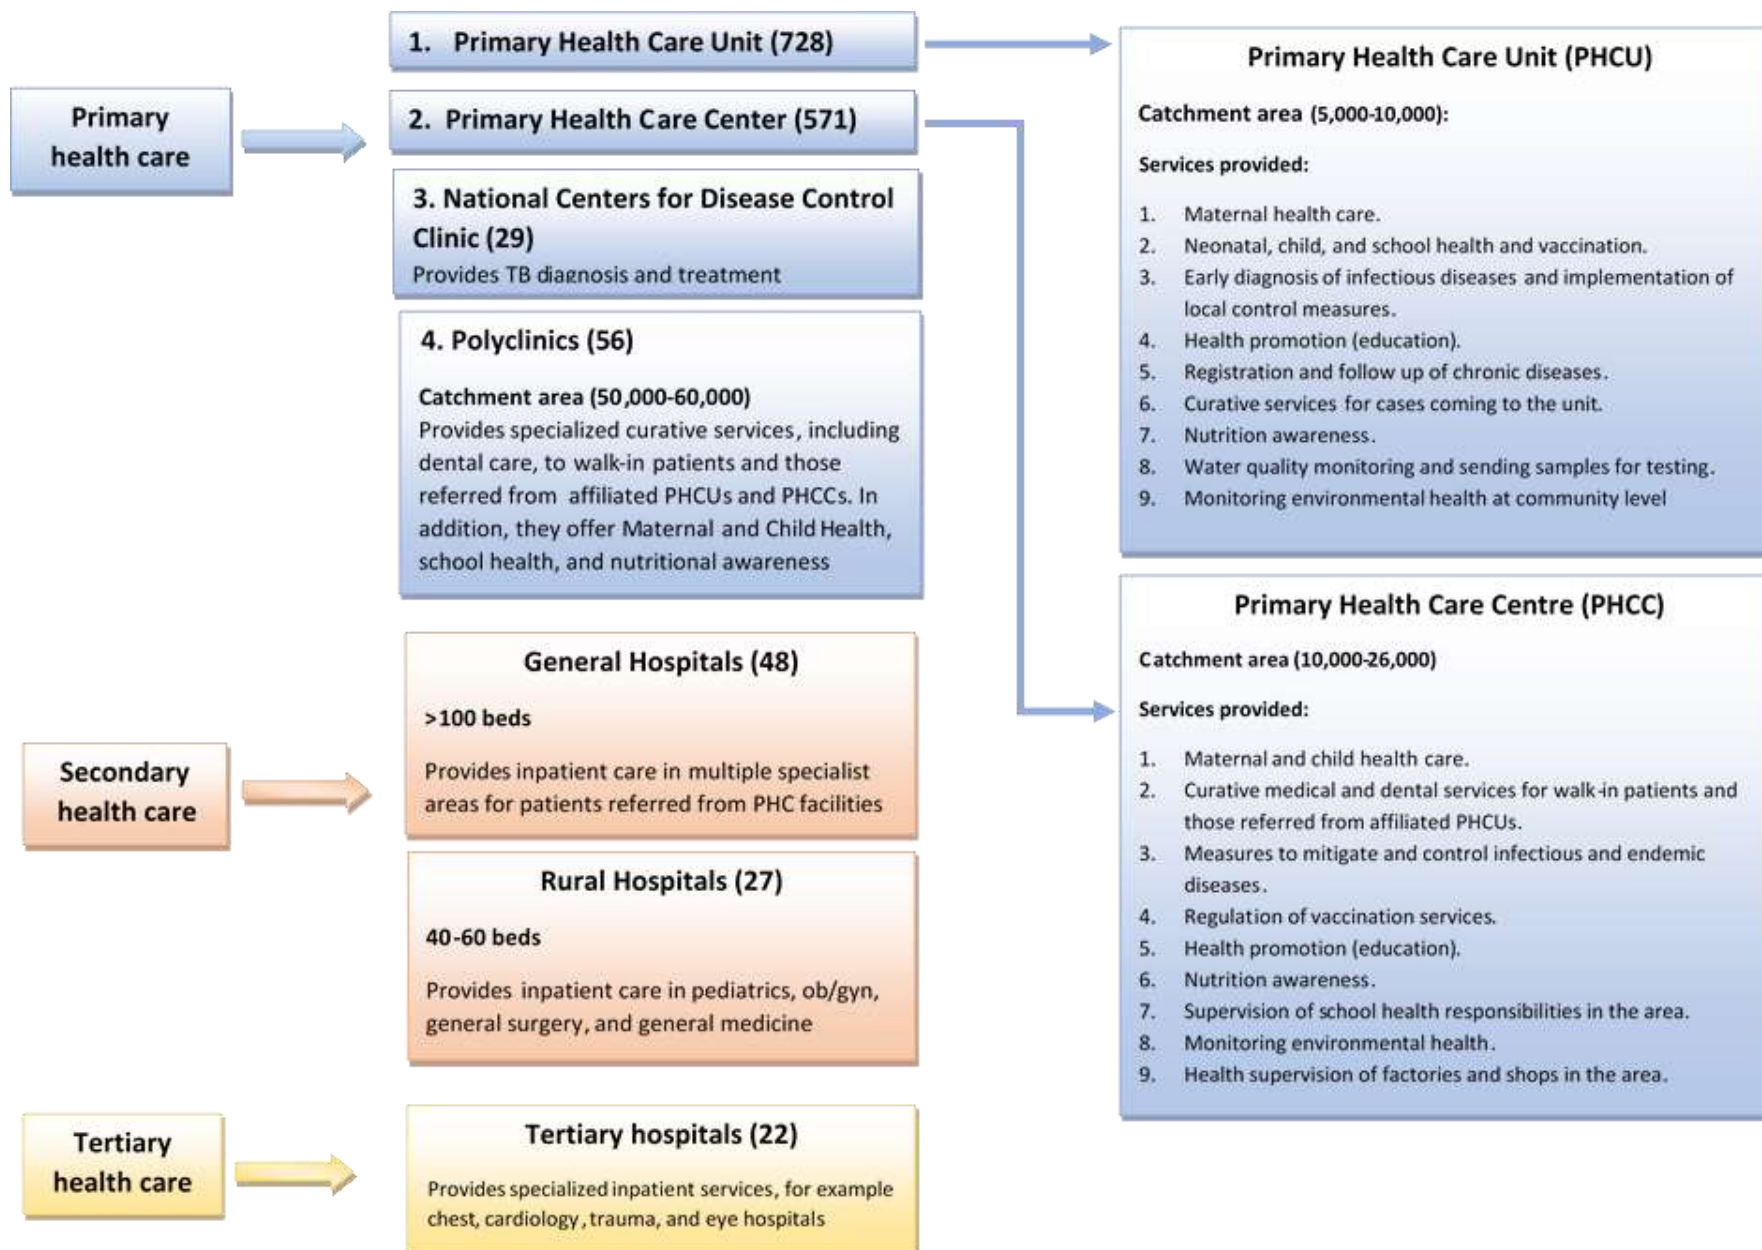 Primary
health care
1. Primary Health Care Unit (728)
2. Primary Health Care Center (571)
3. National Centers for Disease Control
Clinic (29)
Provides TB diagnosis and treatment
4. Polyclinics (56)
Catchment area (50,000-60,000)
Provides specialized curative services, including
dental care, to walk-in patients and those
referred from affiliated PHCUs and PHCCs. In
addition, they offer Maternal and Child Health,
school health, and nutritional awareness
Primary Health Care Unit (PHCU)
Catchment area (5,000-10,000):
Services provided:
1. Maternal health care.
2. Neonatal, child, and school health and vaccination.
3. Early diagnosis of infectious diseases and implementation of
local control measures.
4. Health promotion (education).
5. Registration and follow up of chronic diseases.
6. Curative services for cases coming to the unit.
7. Nutrition awareness.
8. Water quality monitoring and sending samples for testing.
9. Monitoring environmental health at community level
Primary Health Care Centre (PHCC)
Catchment area (10,000-26,000)
Services provided:
1. Maternal and child health care.
2. Curative medical and dental services for walk-in patients and
those referred from affiliated PHCUs.
3. Measures to mitigate and control infectious and endemic
diseases.
4. Regulation of vaccination services.
5. Health promotion (education).
6. Nutrition awareness.
7. Supervision of school health responsibilities in the area.
8. Monitoring environmental health.
9. Health supervision of factories and shops in the area.
Secondary
health care
General Hospitals (48)
>100 beds
Provides inpatient care in multiple specialist
areas for patients referred from PHC facilities
Rural Hospitals (27)
40-60 beds
Provides inpatient care in pediatrics, ob/gyn,
general surgery, and general medicine
Tertiary
health care
Tertiary hospitals (22)
Provides specialized inpatient services, for example
chest, cardiology, trauma, and eye hospitals